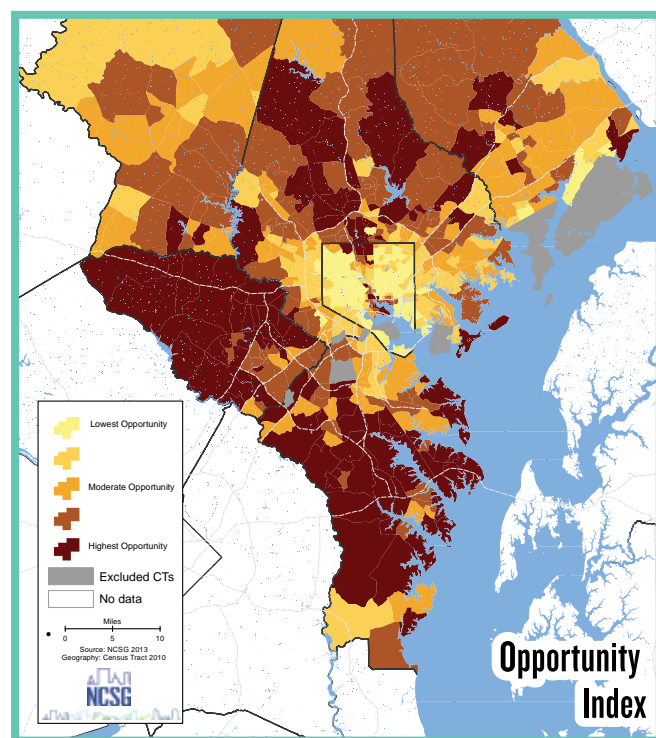 Lowest Opportunity
Moderate Opportunity
Highest Opportunity
Excluded CTs
No data
Miles
0 5 10
Source: NCSG 2013
Geography: Census Tract 2010
NCSG
Opportunity
Index